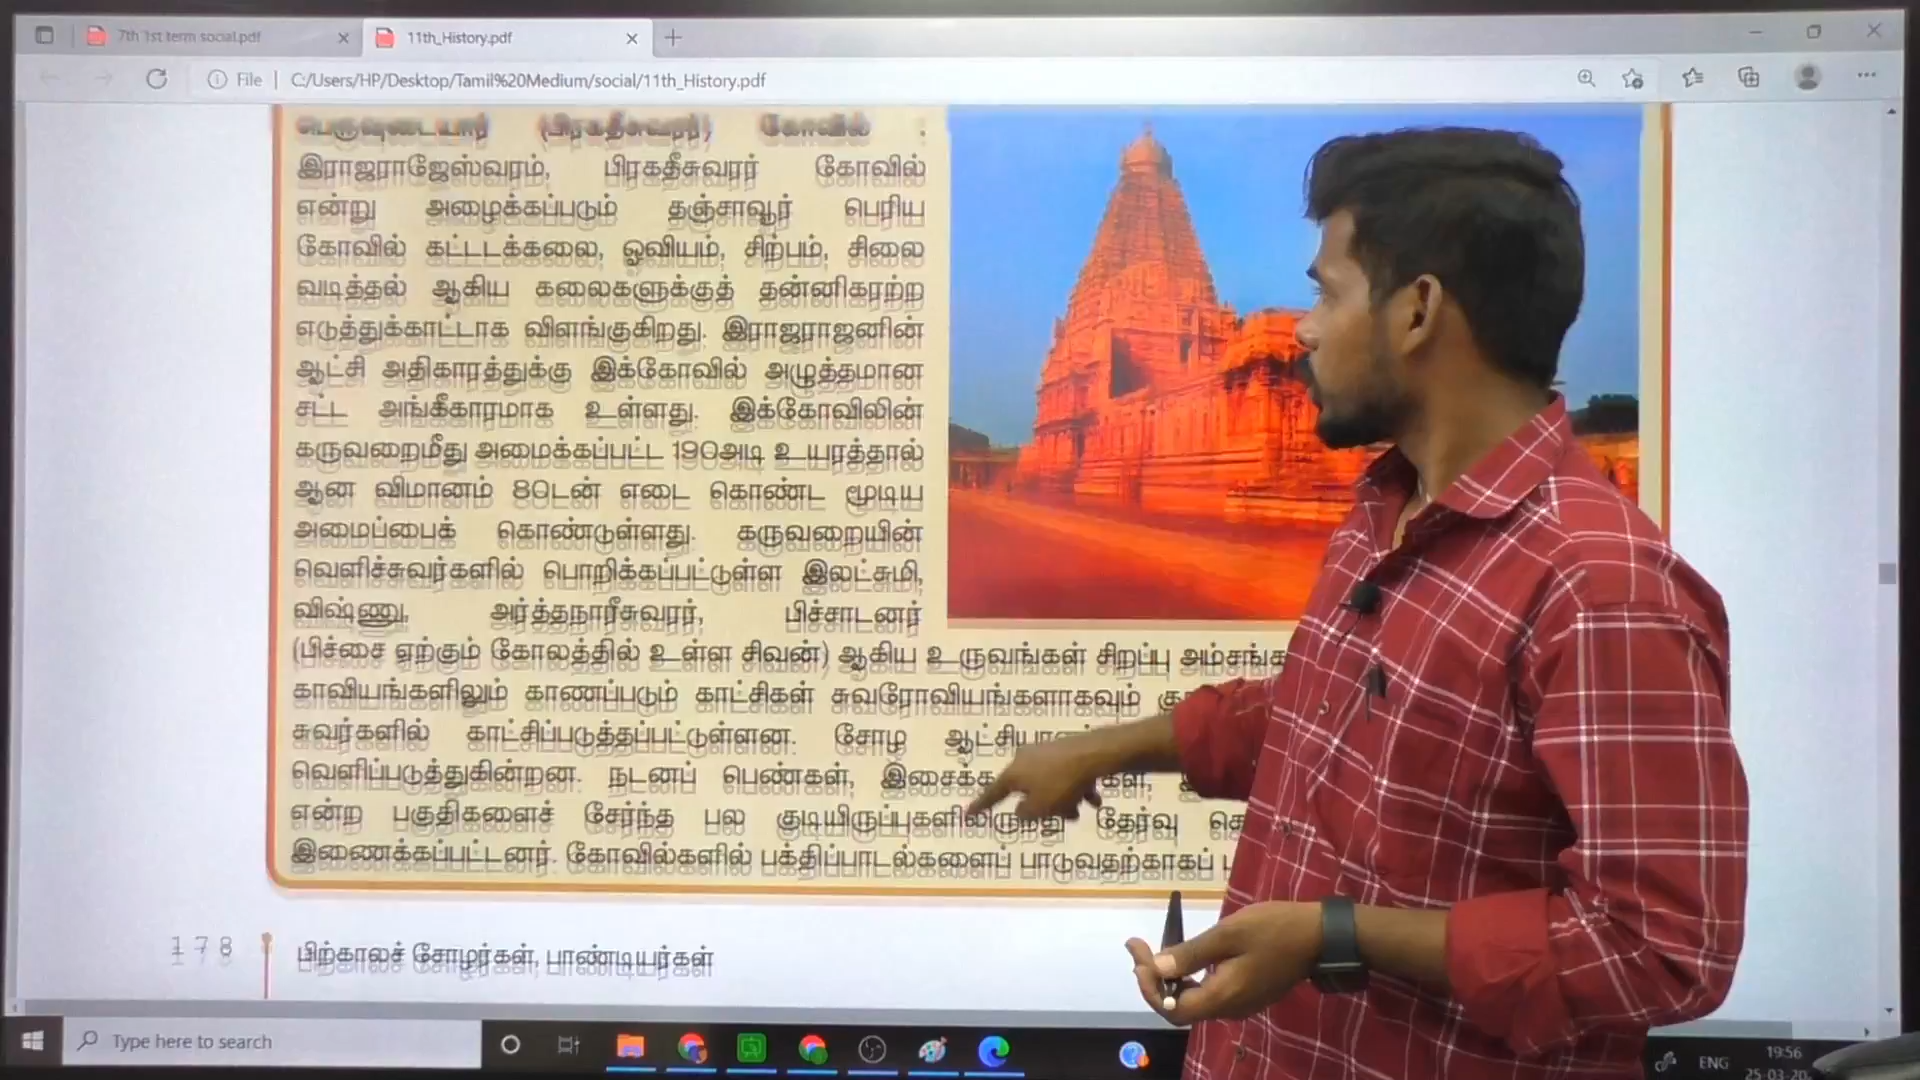 7th 1st term social.pdf
11th_History.pdf
File
C:/Users/HP/Desktop/Tamil%20Medium/social/11th_History.pdf
பெருவுடையார் (பிரகதீசுவரர்) கோவில் :
இராஜராஜேஸ்வரம், பிரகதீசுவரர் கோவில்
என்று அழைக்கப்படும் தஞ்சாவூர் பெரிய
கோவில் கட்டடக்கலை, ஓவியம், சிற்பம், சிலை
வடித்தல் ஆகிய கலைகளுக்குத் தன்னிகரற்ற
எடுத்துக்காட்டாக விளங்குகிறது. இராஜராஜனின்
ஆட்சி அதிகாரத்துக்கு இக்கோவில் அழுத்தமான
சட்ட அங்கீகாரமாக உள்ளது. இக்கோவிலின்
கருவறைமீது அமைக்கப்பட்ட 190அடி உயரத்தால்
ஆன விமானம் 80டன் எடை கொண்ட மூடிய
அமைப்பைக் கொண்டுள்ளது. கருவறையின்
வெளிச்சுவர்களில் பொறிக்கப்பட்டுள்ள இலட்சுமி,
விஷ்ணு, அர்த்தநாரீசுவரர், பிச்சாடனர்
(பிச்சை ஏற்கும் கோலத்தில் உள்ள சிவன்) ஆகிய உருவங்கள் சிறப்பு
காவியங்களிலும் காணப்படும் காட்சிகள் சுவரோவியங்களாகவும்
சுவர்களில் காட்சிப்படுத்தப்பட்டுள்ளன. சோழ
வெளிப்படுத்துகின்றன. நடனப் பெண்கள்,
என்ற பகுதிகளைச் சேர்ந்த பல குடியிருப்புகளிலிருந்து தேர்வு
இணைக்கப்பட்டனர். கோவில்களில் பக்திப்பாடல்களைப் பாடுவதற்காகப்
178
பிற்காலச் சோழர்கள், பாண்டியர்கள்
Type here to search
ENG
19:56